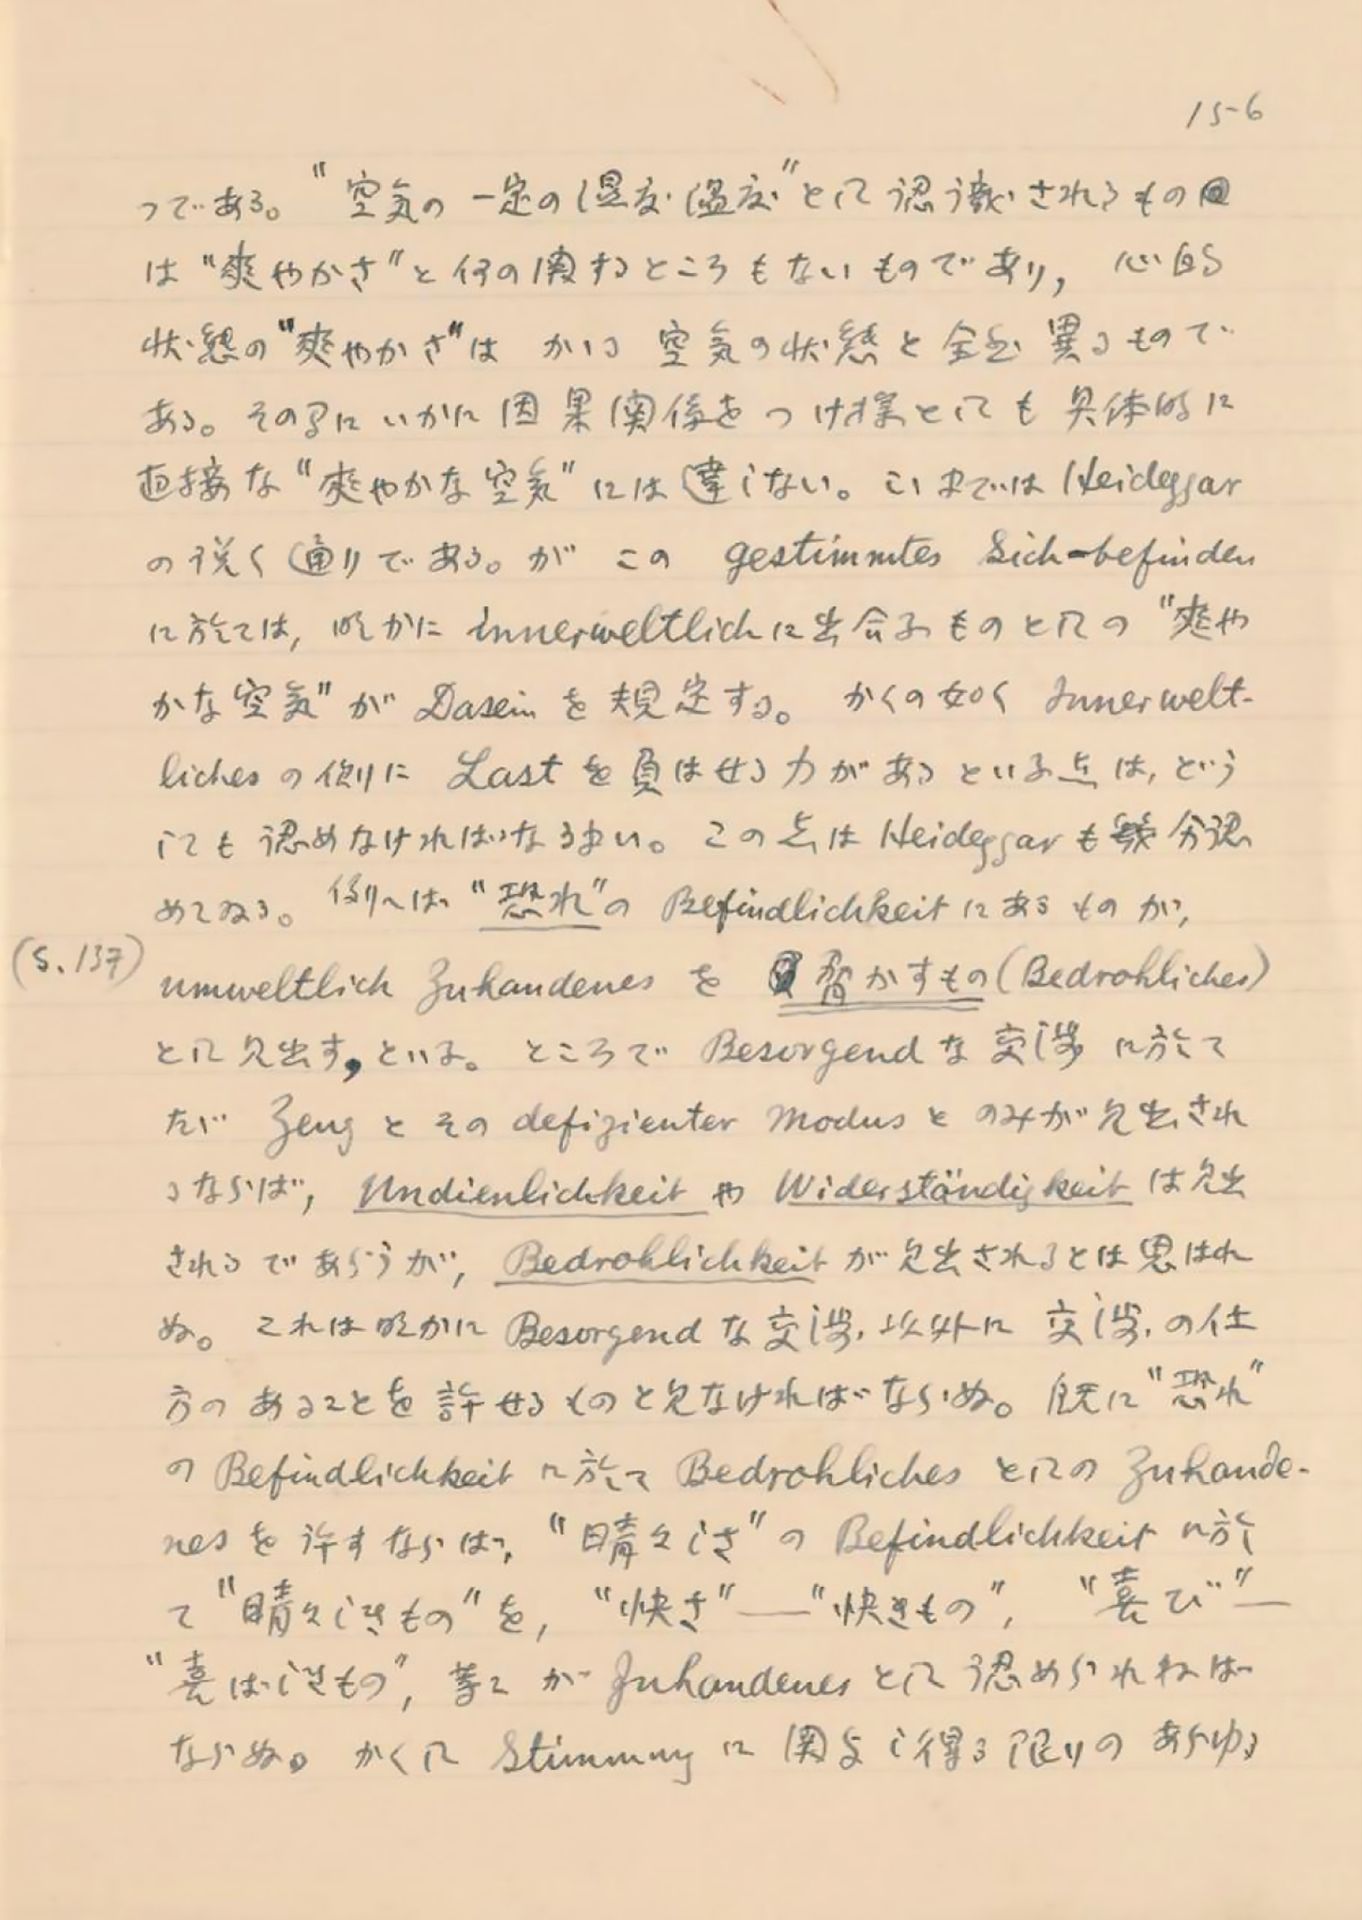 15-6
つである。"空気の一定の湿度・温度"として認識されるもの
は"爽やかさ"と何の関するところもないものであり, 心的
状態の"爽やかさ"は かゝる 空気の状態と全然異るもので
ある。その間にいかに因果関係をつけ様としても具体的に
直接な"爽やかな空気"には達しない。こゝまでは Heideggar
の説く通りである。が この gestimmtes Sich-befinden
に於ては, 明かに innerweltlich に出会ふものとしての "爽や
かな空気" が Dasein を規定する。 かくの如く Innerwelt-
liches の側に Last を負はせる力があるといふ点は, どう
しても認めなければならまい。この点は Heideggar も 幾分認
めてゐる。例へば "恐れ"の Befindlichkeit にあるものが,
(S. 137) umweltlich Zuhandenes を 脅かすもの (Bedrohliches)
として見出す, といふ。ところで Besorgend な交渉に於て
たゞ Zeug とその defizienter Modus とのみが見出され
るならば, Undienlichkeit や Widerständigkeit は見出
されるであらうが, Bedrohlichkeit が見出されるとは思はれ
ぬ。これは明かに Besorgend な交渉以外に 交渉の仕
方のあることを許せるものと見なければならぬ。既に"恐れ"
の Befindlichkeit に於て Bedrohliches としての Zuhande-
nes を許すならば, "晴々しさ" の Befindlichkeit に於
て "晴々しきもの" を, "快さ"—"快きもの", "喜び"—
"喜ばしきもの", 等々が Zuhandenes として認められねば
ならぬ。かくして Stimmung に関与し得る限りのあらゆる